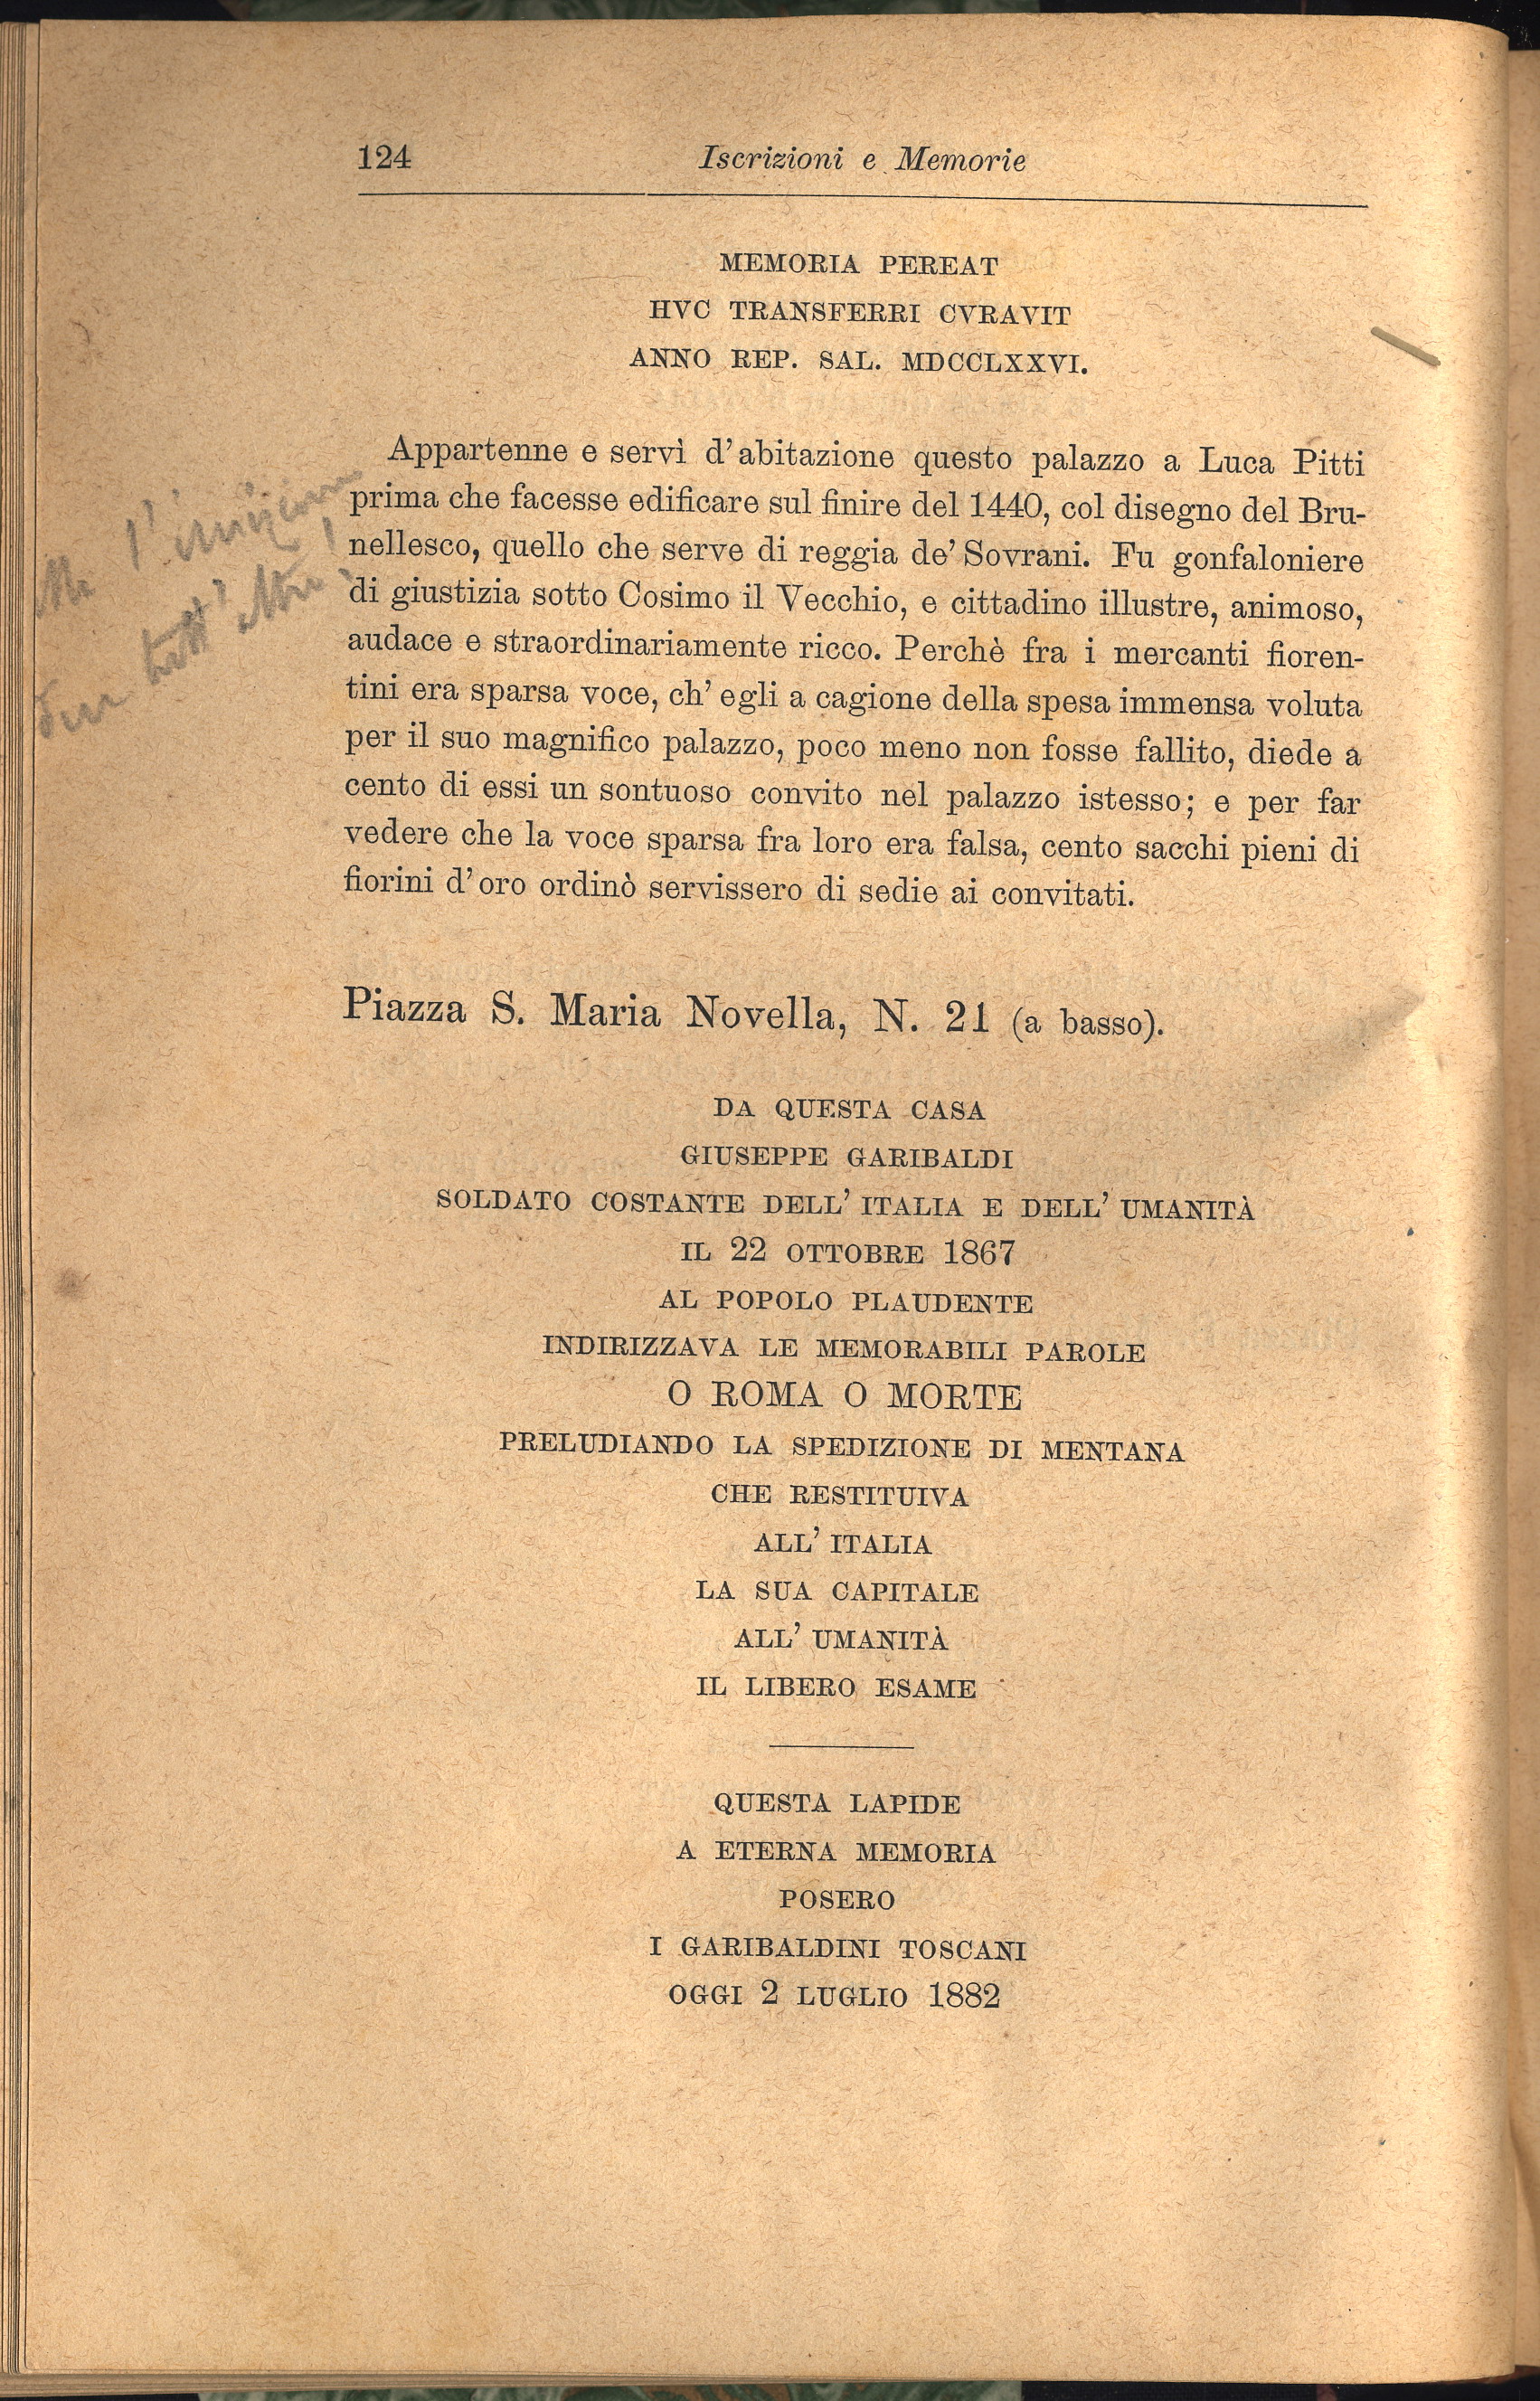 124 Iscrizioni e Memorie
MEMORIA PEREAT
HVC TRANSFERRI CVRAVIT
ANNO REP. SAL. MDCCLXXVI.
Appartenne e servì d' abitazione questo palazzo a Luca Pitti
prima che facesse edificare sul finire del 1440, col disegno del Bru-
nellesco, quello che serve di reggia de' Sovrani. Fu gonfaloniere
di giustizia sotto Cosimo il Vecchio, e cittadino illustre, animoso,
audace e straordinariamente ricco. Perchè fra i mercanti fioren-
tini era sparsa voce, ch' egli a cagione della spesa immensa voluta
per il suo magnifico palazzo, poco meno non fosse fallito, diede a
cento di essi un sontuoso convito nel palazzo istesso; e per far
vedere che la voce sparsa fra loro era falsa, cento sacchi pieni di
fiorini d' oro ordinò servissero di sedie ai convitati.
Ma l'
tutt'
Piazza S. Maria Novella, N. 21 (a basso).
DA QUESTA CASA
GIUSEPPE GARIBALDI
SOLDATO COSTANTE DELL' ITALIA E DELL' UMANITÀ
IL 22 OTTOBRE 1867
AL POPOLO PLAUDENTE
INDIRIZZAVA LE MEMORABILI PAROLE
O ROMA O MORTE
PRELUDIANDO LA SPEDIZIONE DI MENTANA
CHE RESTITUIVA
ALL' ITALIA
LA SUA CAPITALE
ALL' UMANITÀ
IL LIBERO ESAME
QUESTA LAPIDE
A ETERNA MEMORIA
POSERO
I GARIBALDINI TOSCANI
OGGI 2 LUGLIO 1882